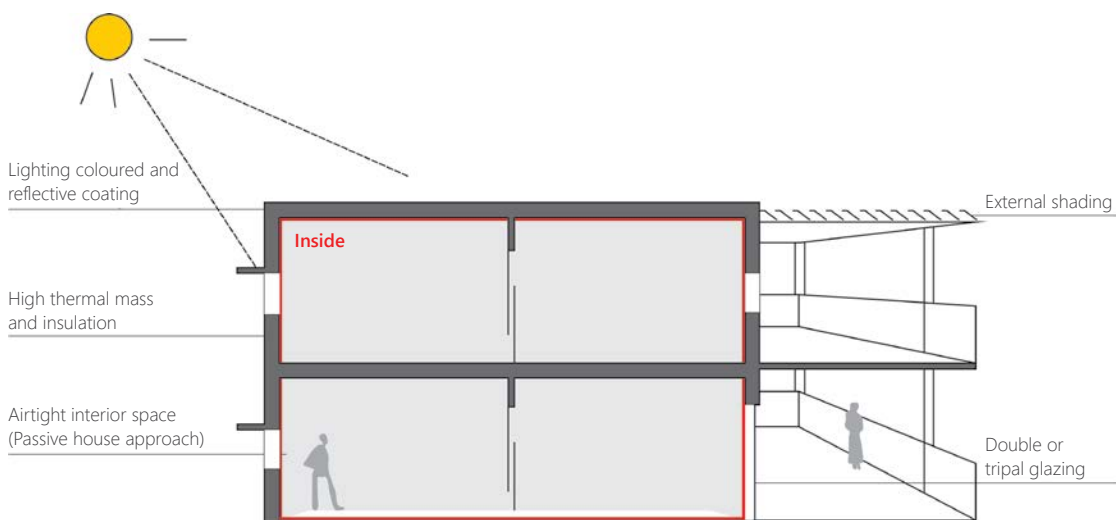 Lighting coloured and
reflective coating
External shading
Inside
High thermal mass
and insulation
Airtight interior space
(Passive house approach)
Double or
tripal glazing